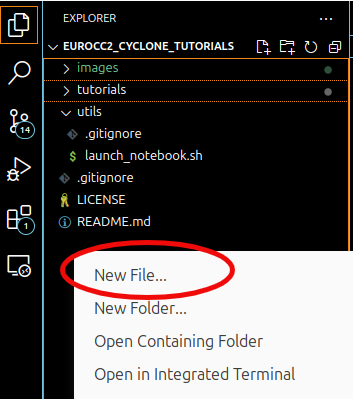 EXPLORER
EUROCC2_CYCLONE_TUTORIALS
images
tutorials
utils
.gitignore
14
launch_notebook.sh
.gitignore
LICENSE
1
README.md
New File...
New Folder...
Open Containing Folder
Open in Integrated Terminal